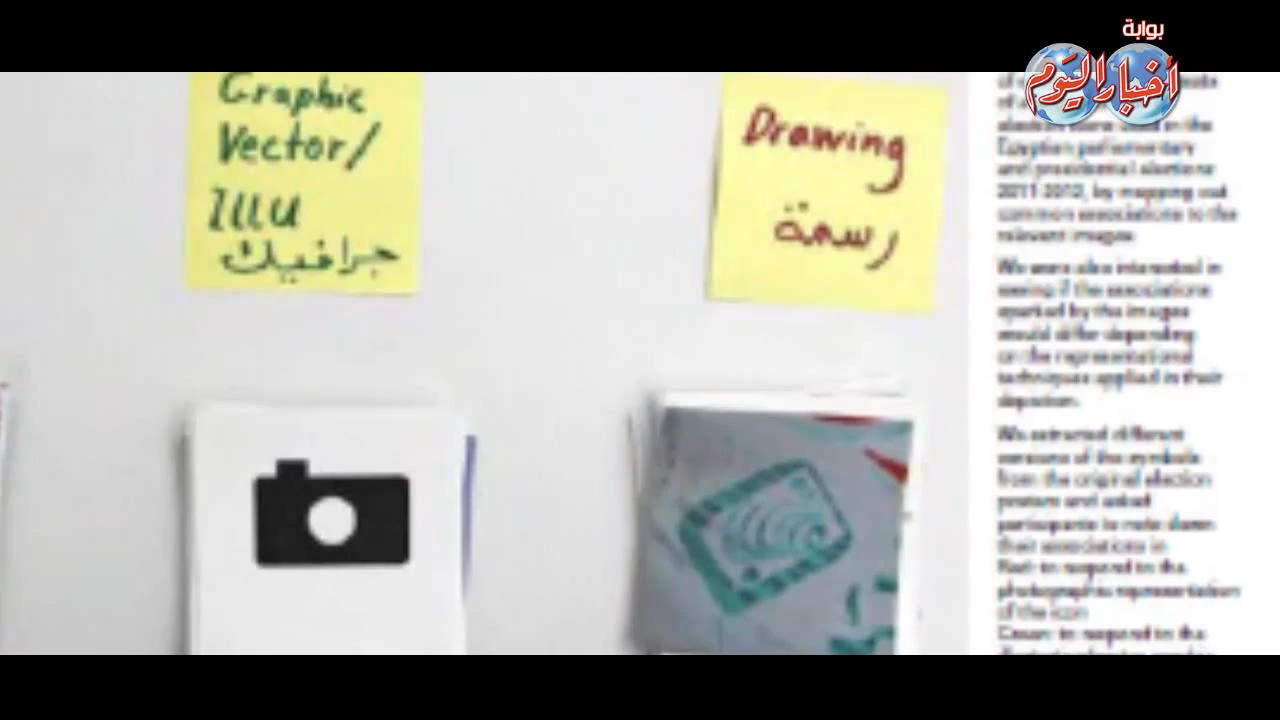 بوابة
أخبار اليوم
Graphic
Vector/
Illu
جرافيك
Drawing
رسمة
in the
Egyptian parliamentary
and presidential elections
2011-2012, by mapping out
common associations to the
relevant images
We were also interested in
seeing if the associations
sparked by the images
would differ depending
on the representational
techniques applied in their
depiction.
We extracted different
versions of the symbols
from the original election
posters and asked
participants to note down
their associations in
Red: to respond to the
photographic representation
of the icon
Green: to respond to the